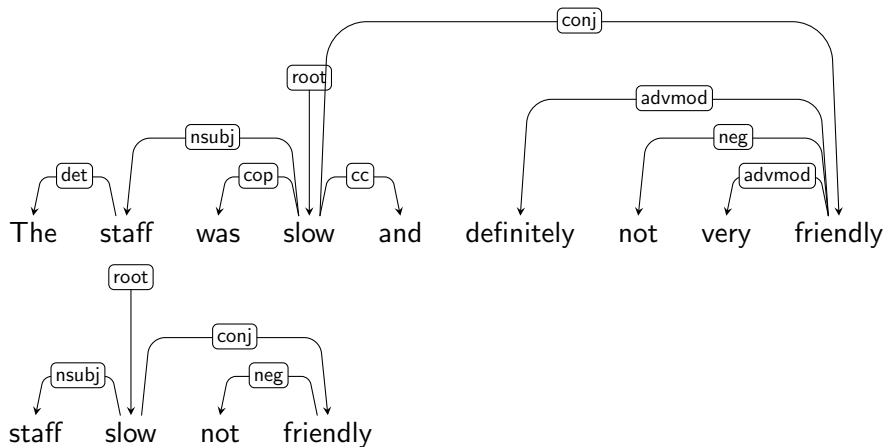 conj
root
advmod
nsubj neg
det cop cc advmod
The staff was slow and definitely not very friendly
root
conj
nsubj neg
staff slow not friendly